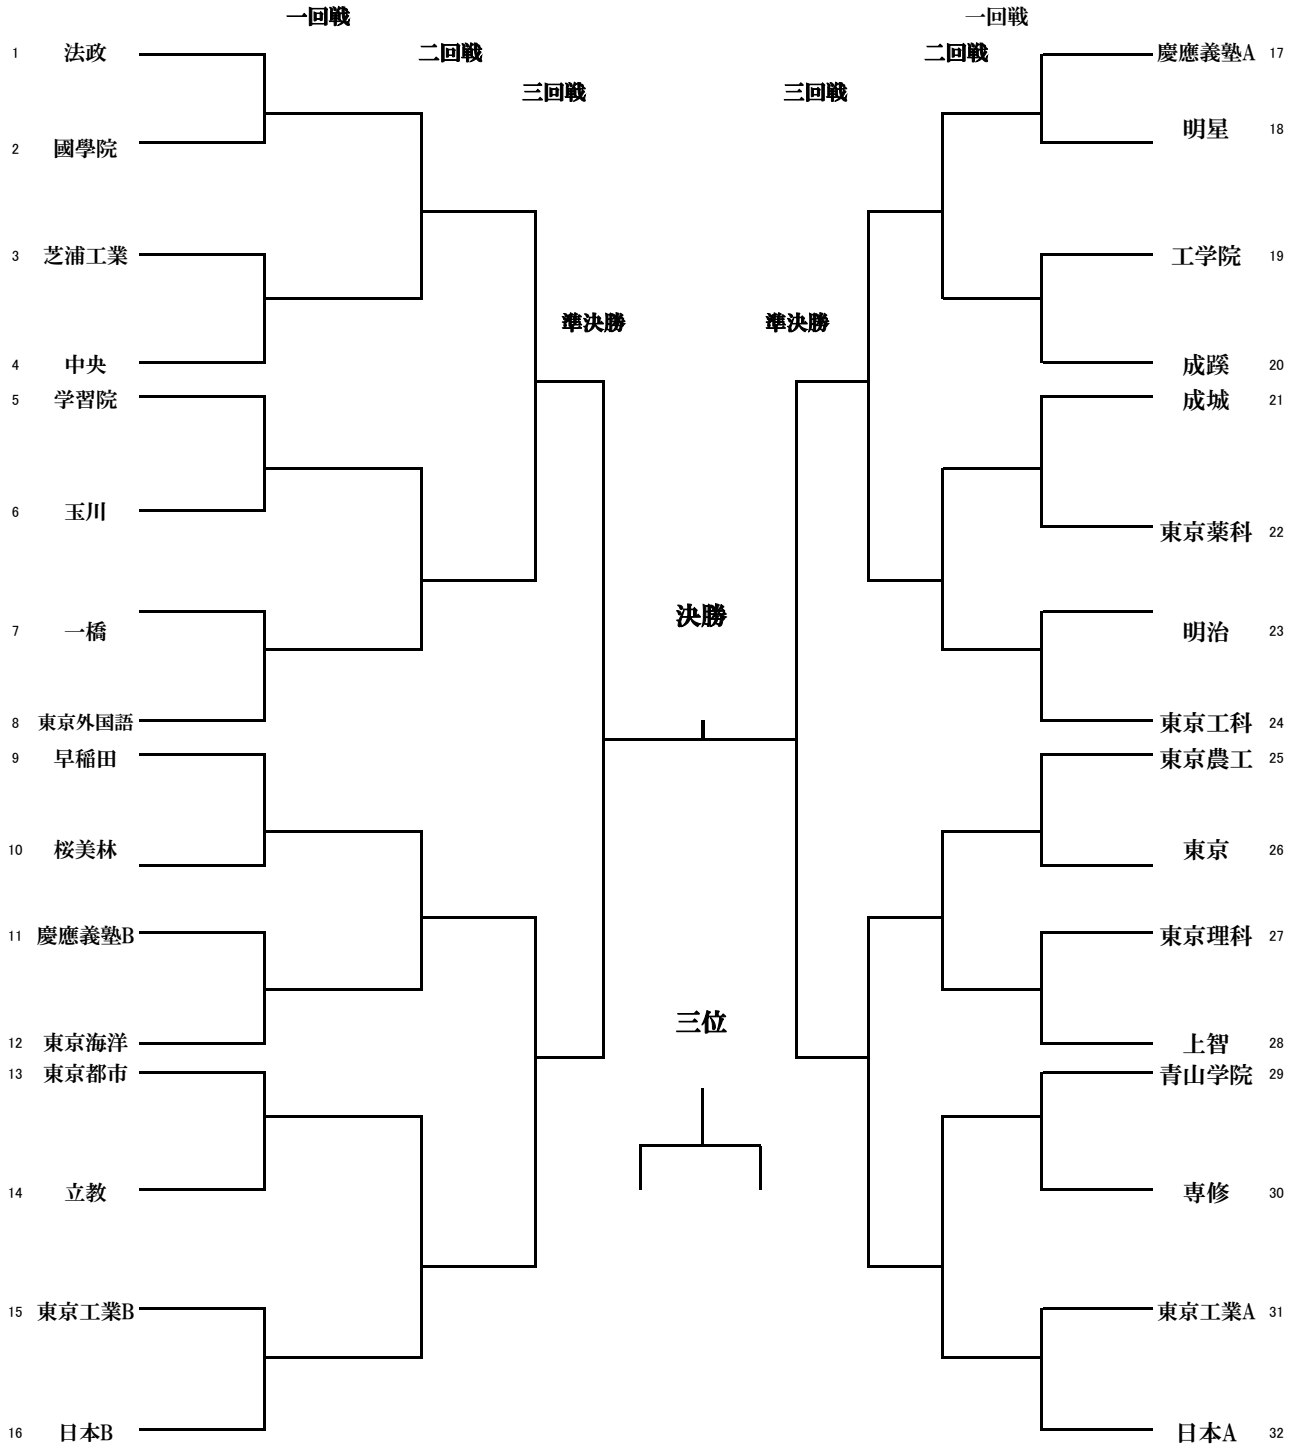 一回戦
一回戦
1 法政
二回戦
二回戦
慶應義塾A 17
三回戦
三回戦
明星 18
2 國學院
3 芝浦工業
工学院 19
準決勝
準決勝
4 中央
成蹊 20
5 学習院
成城 21
6 玉川
東京薬科 22
決勝
7 一橋
明治 23
8 東京外国語
東京工科 24
9 早稲田
東京農工 25
10 桜美林
東京 26
11 慶應義塾B
東京理科 27
三位
12 東京海洋
上智 28
13 東京都市
青山学院 29
14 立教
専修 30
15 東京工業B
東京工業A 31
16 日本B
日本A 32